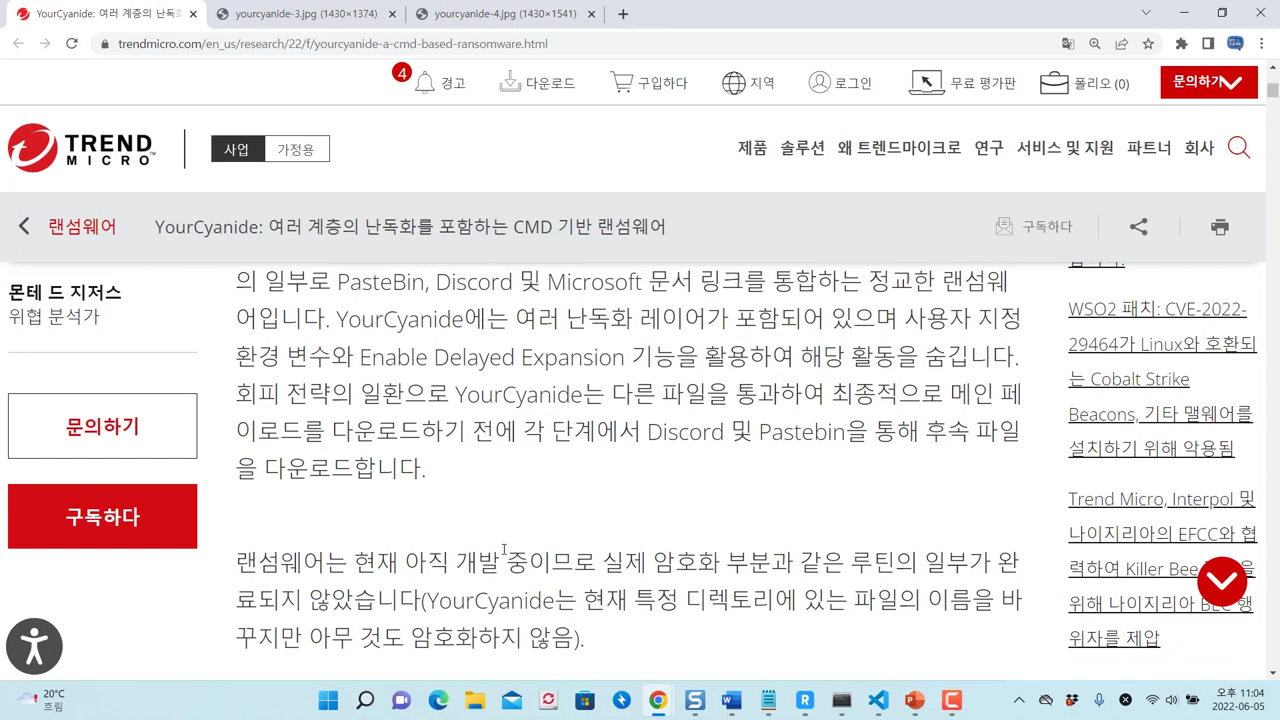 YourCyanide: 여러 계층의 난독화
yourcyanide-3.jpg (1430×1374)
yourcyanide-4.jpg (1430×1541)
trendmicro.com/en_us/research/22/f/yourcyanide-a-cmd-based-ransomware.html
4
경고
다운로드
구입하다
지역
로그인
무료 평가판
폴리오 (0)
문의하기
TREND MICRO
사업
가정용
제품
솔루션
왜 트렌드마이크로
연구
서비스 및 지원
파트너
회사
랜섬웨어
YourCyanide: 여러 계층의 난독화를 포함하는 CMD 기반 랜섬웨어
구독하다
몬테 드 지저스
위협 분석가
문의하기
구독하다
의 일부로 PasteBin, Discord 및 Microsoft 문서 링크를 통합하는 정교한 랜섬웨
어입니다. YourCyanide에는 여러 난독화 레이어가 포함되어 있으며 사용자 지정
환경 변수와 Enable Delayed Expansion 기능을 활용하여 해당 활동을 숨깁니다.
회피 전략의 일환으로 YourCyanide는 다른 파일을 통과하여 최종적으로 메인 페
이로드를 다운로드하기 전에 각 단계에서 Discord 및 Pastebin을 통해 후속 파일
을 다운로드합니다.
랜섬웨어는 현재 아직 개발 중이므로 실제 암호화 부분과 같은 루틴의 일부가 완
료되지 않았습니다(YourCyanide는 현재 특정 디렉토리에 있는 파일의 이름을 바
꾸지만 아무 것도 암호화하지 않음).
WSO2 패치: CVE-2022-
29464가 Linux와 호환되
는 Cobalt Strike
Beacons, 기타 맬웨어를
설치하기 위해 악용됨
Trend Micro, Interpol 및
나이지리아의 EFCC와 협
력하여 Killer Bee 을
위해 나이지리아 BEC 행
위자를 제압
20°C
흐림
오전 11:04
2022-06-05